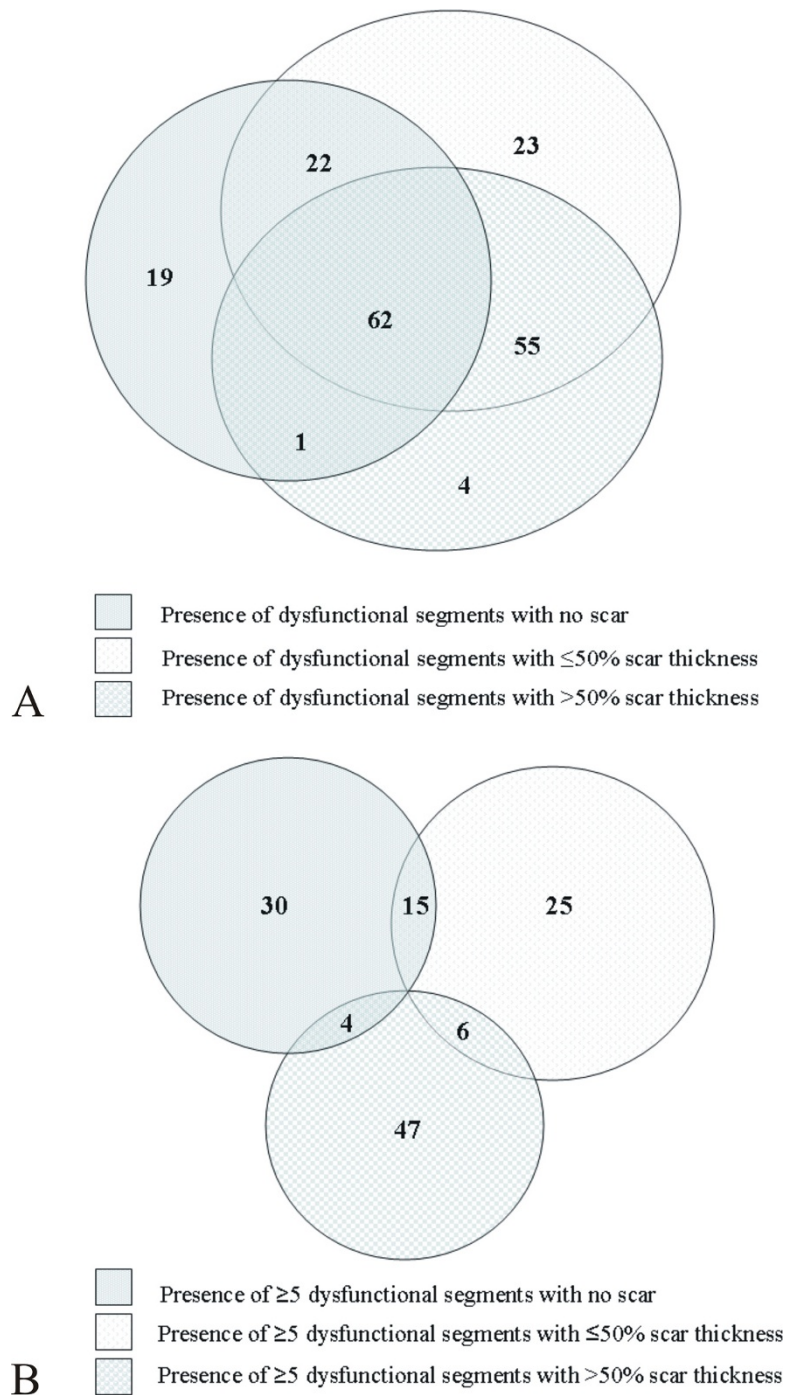 23
22
19
62
55
1
4
Presence of dysfunctional segments with no scar
Presence of dysfunctional segments with ≤50% scar thickness
A Presence of dysfunctional segments with >50% scar thickness
30 15 25
4 6
47
Presence of ≥5 dysfunctional segments with no scar
Presence of ≥5 dysfunctional segments with ≤50% scar thickness
B Presence of ≥5 dysfunctional segments with >50% scar thickness